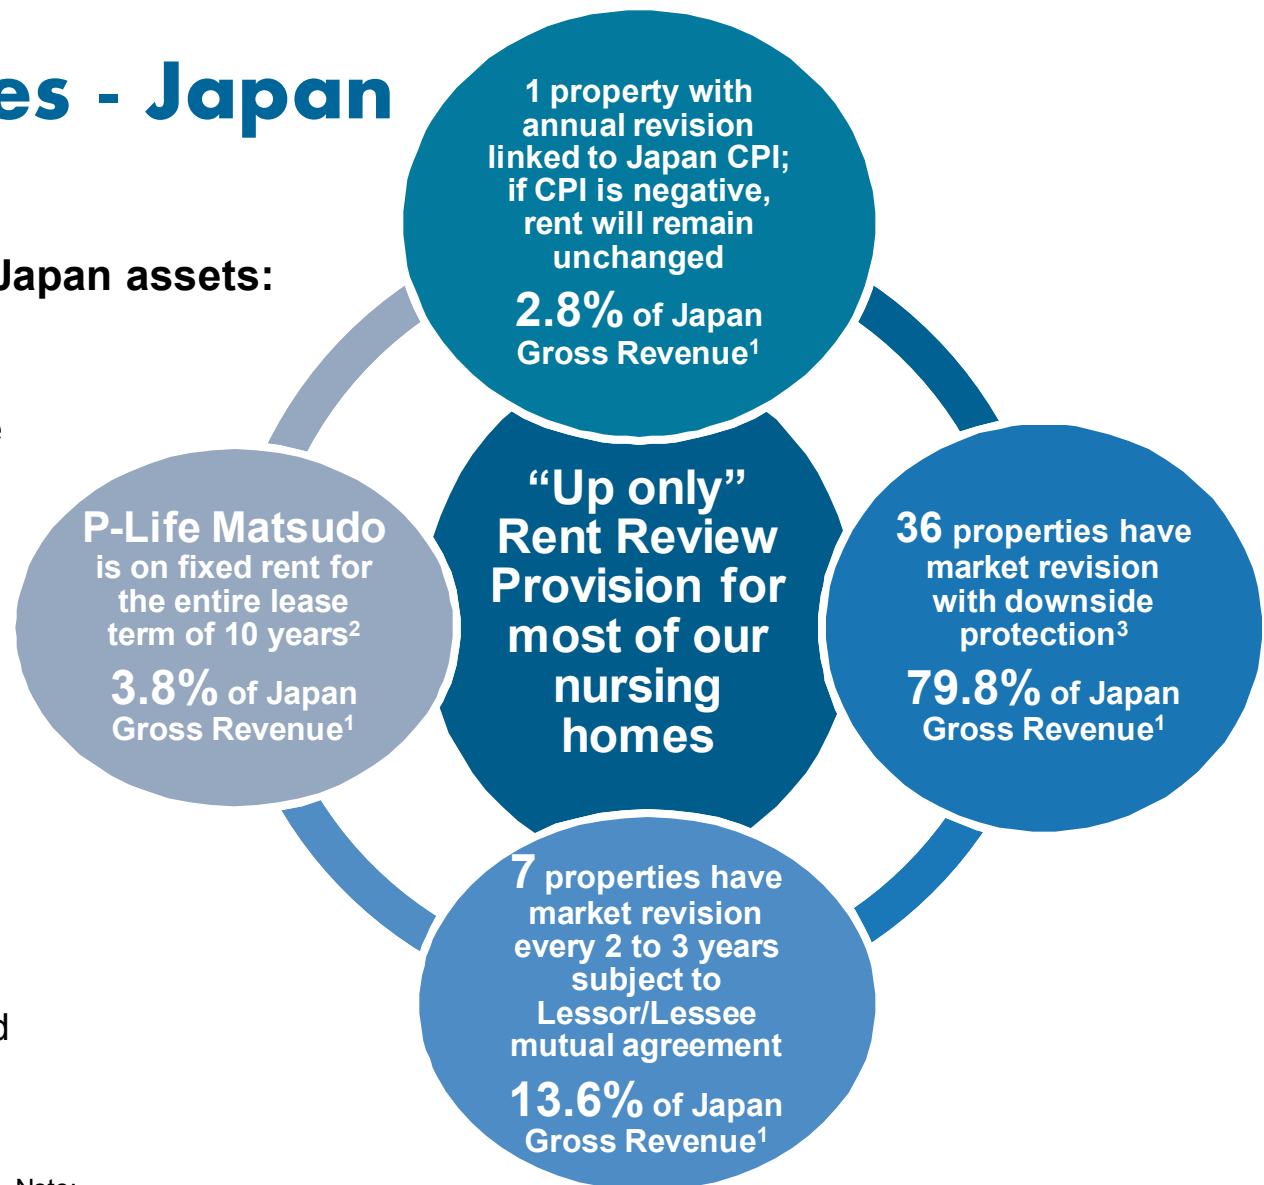 es - Japan
Japan assets:
1 property with
annual revision
linked to Japan CPI;
if CPI is negative,
rent will remain
unchanged
2.8% of Japan
Gross Revenue¹
"Up only"
Rent Review
Provision for
most of our
nursing
homes
P-Life Matsudo
is on fixed rent for
the entire lease
term of 10 years²
3.8% of Japan
Gross Revenue¹
36 properties have
market revision
with downside
protection³
79.8% of Japan
Gross Revenue¹
7 properties have
market revision
every 2 to 3 years
subject to
Lessor/Lessee
mutual agreement
13.6% of Japan
Gross Revenue¹
Note: